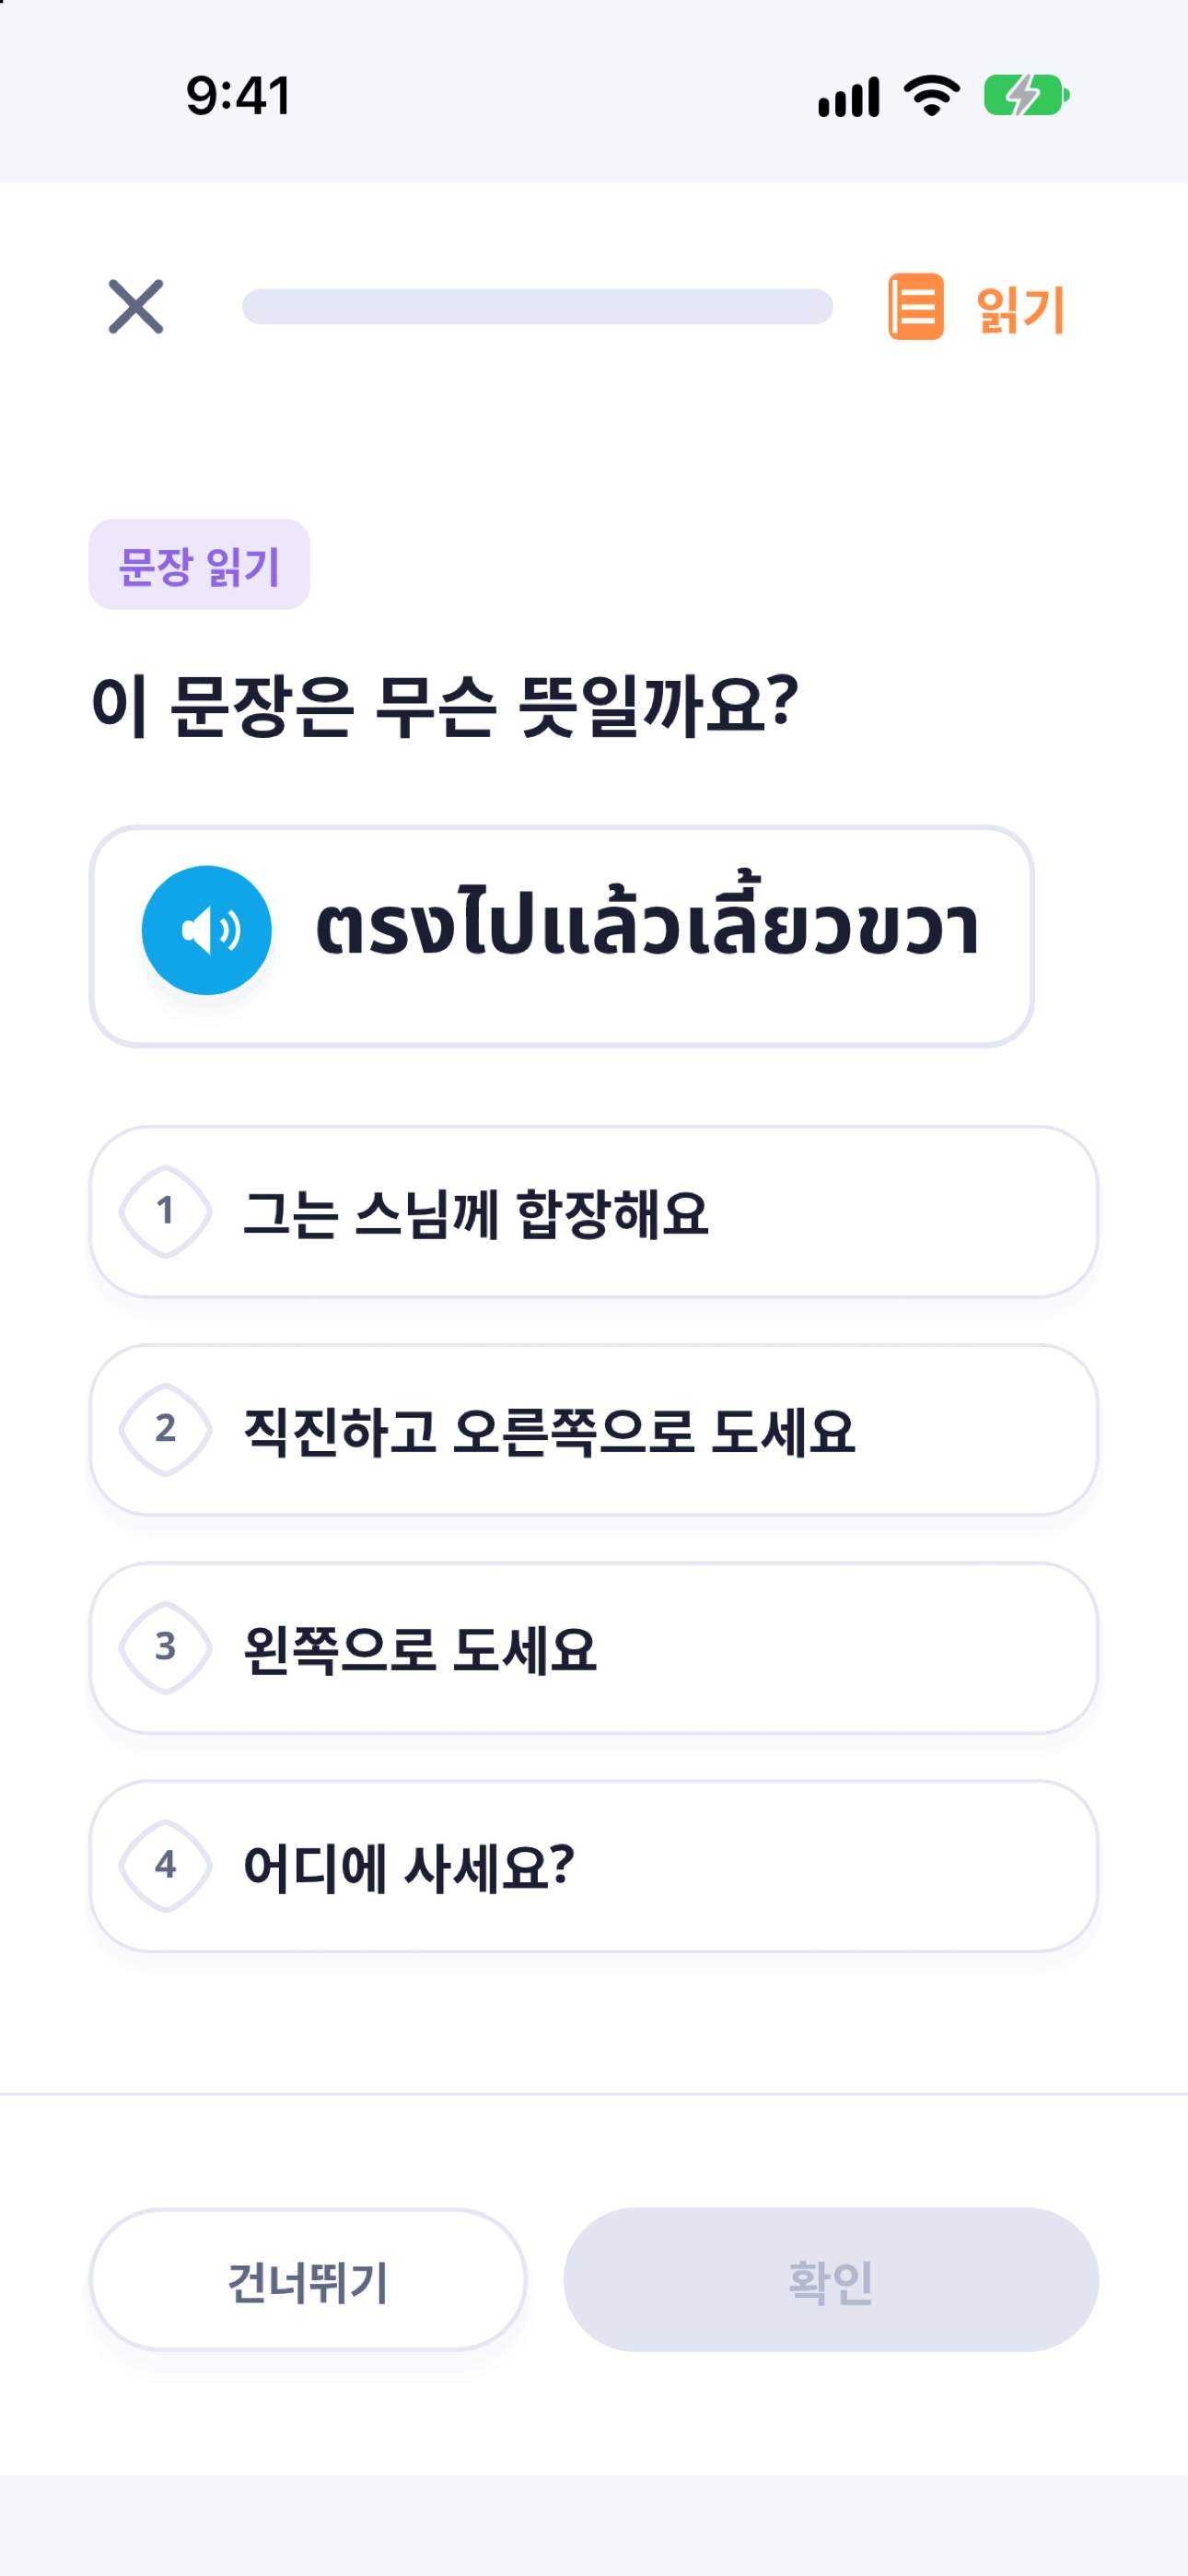 9:41
읽기
문장 읽기
이 문장은 무슨 뜻일까요?
ตรงไปแล้วเลี้ยวขวา
1 그는 스님께 합장해요
2 직진하고 오른쪽으로 도세요
3 왼쪽으로 도세요
4 어디에 사세요?
건너뛰기 확인